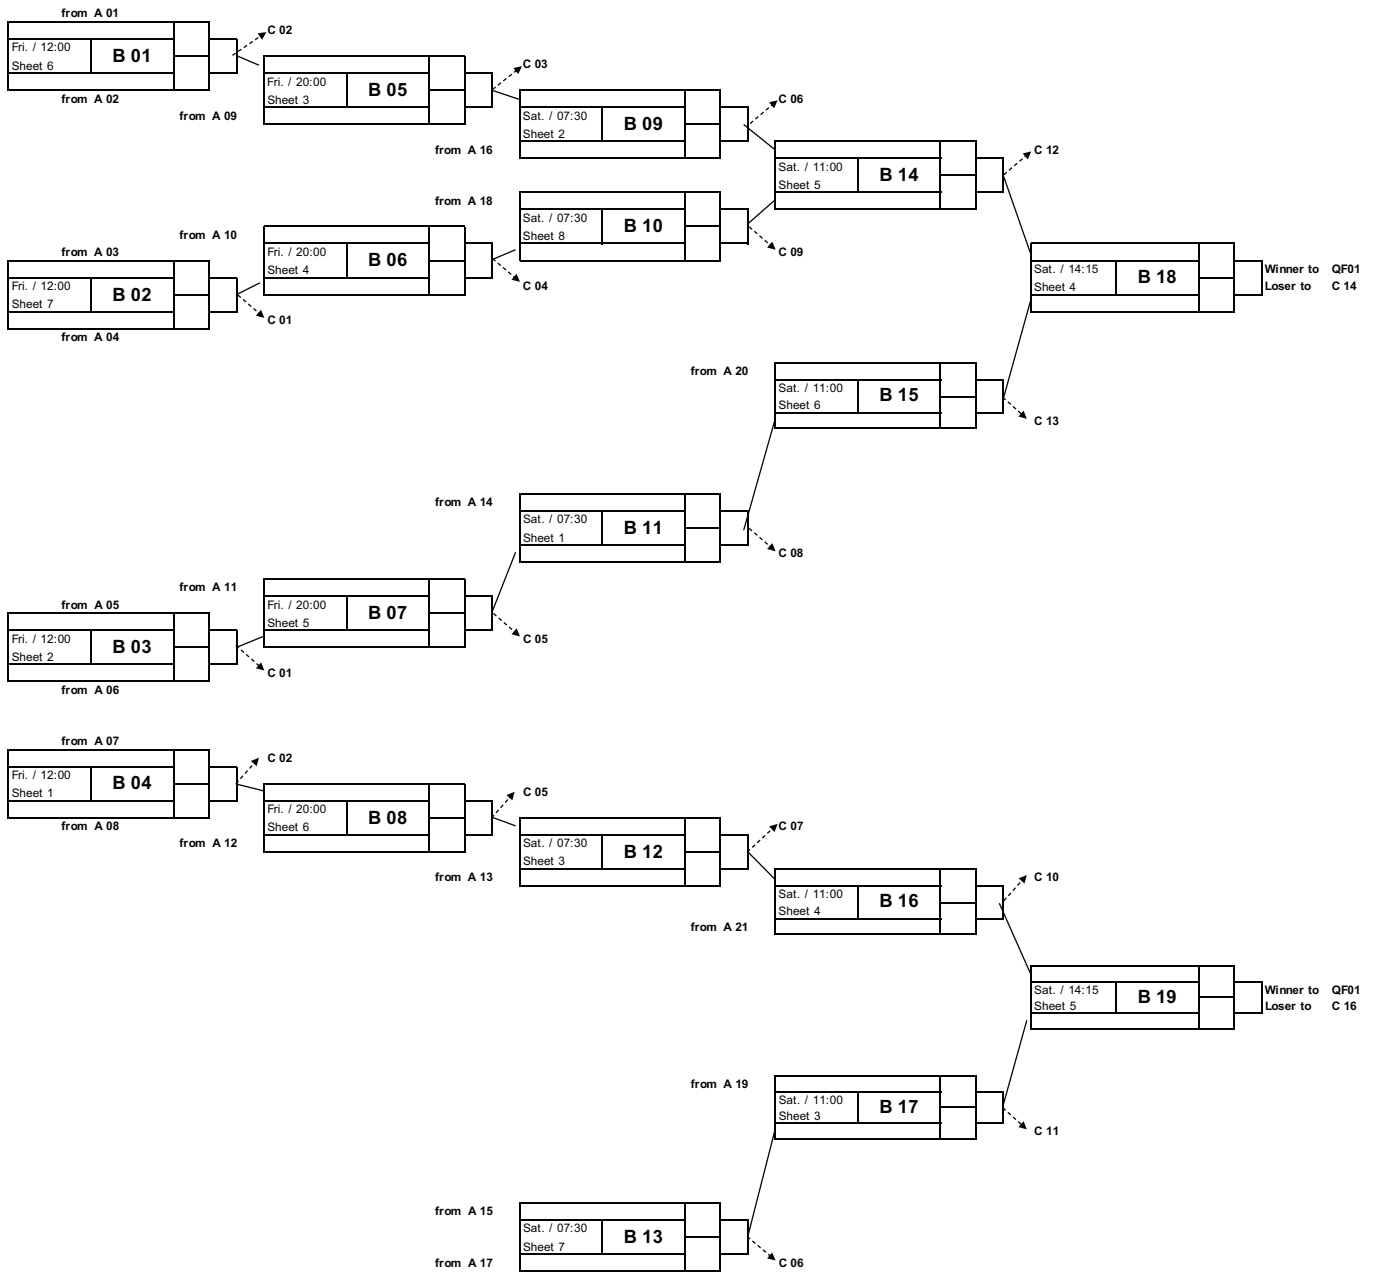 from A 01
Fri. / 12:00
Sheet 6
B 01
from A 02
C 02
from A 09
Fri. / 20:00
Sheet 3
B 05
C 03
from A 16
Sat. / 07:30
Sheet 2
B 09
C 06
Sat. / 11:00
Sheet 5
B 14
C 12
from A 18
Sat. / 07:30
Sheet 8
B 10
C 09
from A 10
Fri. / 20:00
Sheet 4
B 06
C 04
from A 03
Fri. / 12:00
Sheet 7
B 02
from A 04
C 01
Sat. / 14:15
Sheet 4
B 18
Winner to QF01
Loser to C 14
from A 20
Sat. / 11:00
Sheet 6
B 15
C 13
from A 14
Sat. / 07:30
Sheet 1
B 11
C 08
from A 11
Fri. / 20:00
Sheet 5
B 07
C 05
from A 05
Fri. / 12:00
Sheet 2
B 03
from A 06
C 01
from A 07
Fri. / 12:00
Sheet 1
B 04
from A 08
C 02
from A 12
Fri. / 20:00
Sheet 6
B 08
C 05
from A 13
Sat. / 07:30
Sheet 3
B 12
C 07
from A 21
Sat. / 11:00
Sheet 4
B 16
C 10
Sat. / 14:15
Sheet 5
B 19
Winner to QF01
Loser to C 16
from A 19
Sat. / 11:00
Sheet 3
B 17
C 11
from A 15
Sat. / 07:30
Sheet 7
B 13
from A 17
C 06